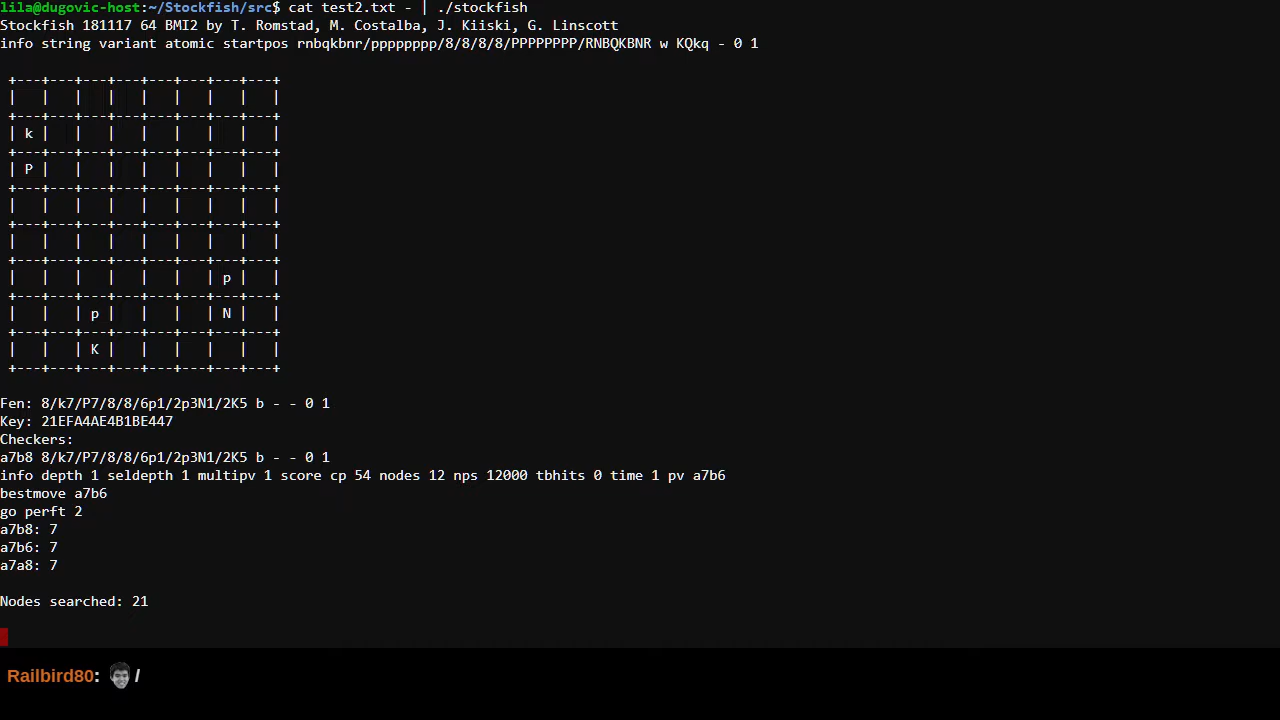 lila@dugovic-host:~/Stockfish/src$ cat test2.txt - | ./stockfish
Stockfish 181117 64 BMI2 by T. Romstad, M. Costalba, J. Kiiski, G. Linscott
info string variant atomic startpos rnbqkbnr/pppppppp/8/8/8/8/PPPPPPPP/RNBQKBNR w KQkq - 0 1
+---+---+---+---+---+---+---+---+
|   |   |   |   |   |   |   |   |
+---+---+---+---+---+---+---+---+
| k |   |   |   |   |   |   |   |
+---+---+---+---+---+---+---+---+
| P |   |   |   |   |   |   |   |
+---+---+---+---+---+---+---+---+
|   |   |   |   |   |   |   |   |
+---+---+---+---+---+---+---+---+
|   |   |   |   |   |   |   |   |
+---+---+---+---+---+---+---+---+
|   |   |   |   |   |   | p |   |
+---+---+---+---+---+---+---+---+
|   |   | p |   |   |   | N |   |
+---+---+---+---+---+---+---+---+
|   |   | K |   |   |   |   |   |
+---+---+---+---+---+---+---+---+
Fen: 8/k7/P7/8/8/6p1/2p3N1/2K5 b - - 0 1
Key: 21EFA4AE4B1BE447
Checkers:
a7b8 8/k7/P7/8/8/6p1/2p3N1/2K5 b - - 0 1
info depth 1 seldepth 1 multipv 1 score cp 54 nodes 12 nps 12000 tbhits 0 time 1 pv a7b6
bestmove a7b6
go perft 2
a7b8: 7
a7b6: 7
a7a8: 7
Nodes searched: 21
Railbird80: /